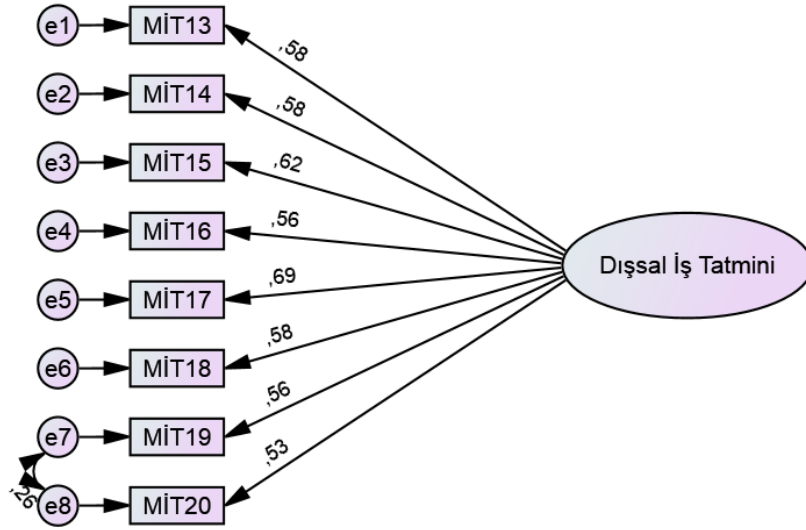 e1 MİT13 ,58
e2 MİT14 ,58
e3 MİT15 ,62
e4 MİT16 ,56
Dışsal İş Tatmini
e5 MİT17 ,69
e6 MİT18 ,58
e7 MİT19 ,56
,26
e8 MİT20 ,53